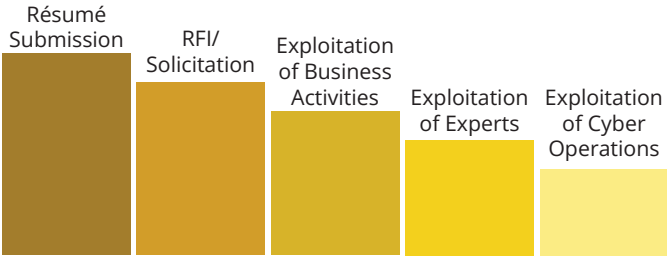 Résumé
Submission
RFI/
Solicitation
Exploitation
of Business
Activities
Exploitation
of Experts
Exploitation
of Cyber
Operations